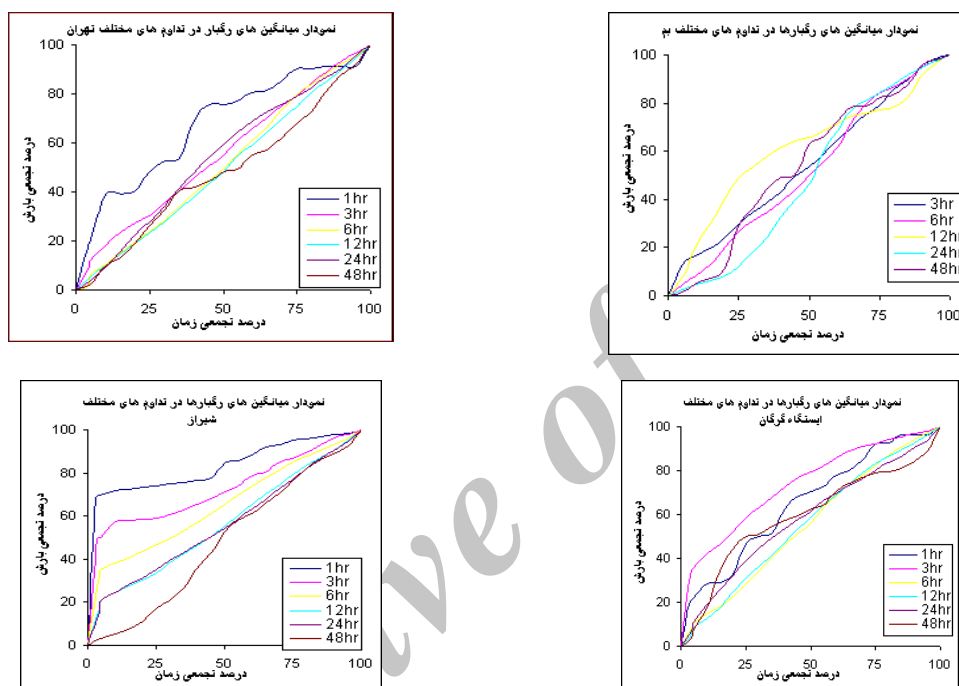 نمودار میانگین های رگبار در تداوم های مختلف تهران
درصد تجمعی بارش
100
80
60
40
20
0
0 25 50 75 100
درصد تجمعی زمان
1hr
3hr
6hr
12hr
24hr
48hr
نمودار میانگین های رگبارها در تداوم های مختلف بم
درصد تجمعی بارش
100
80
60
40
20
0
0 25 50 75 100
درصد تجمعی زمان
3hr
6hr
12hr
24hr
48hr
نمودار میانگین های رگبارها در تداوم های مختلف
شیراز
درصد تجمعی بارش
100
80
60
40
20
0
0 25 50 75 100
درصد تجمعی زمان
1hr
3hr
6hr
12hr
24hr
48hr
نمودار میانگین های رگبارها در تداوم های مختلف
ایستگاه گرگان
درصد تجمعی بارش
100
80
60
40
20
0
0 25 50 75 100
درصد تجمعی زمان
1hr
3hr
6hr
12hr
24hr
48hr
ive of